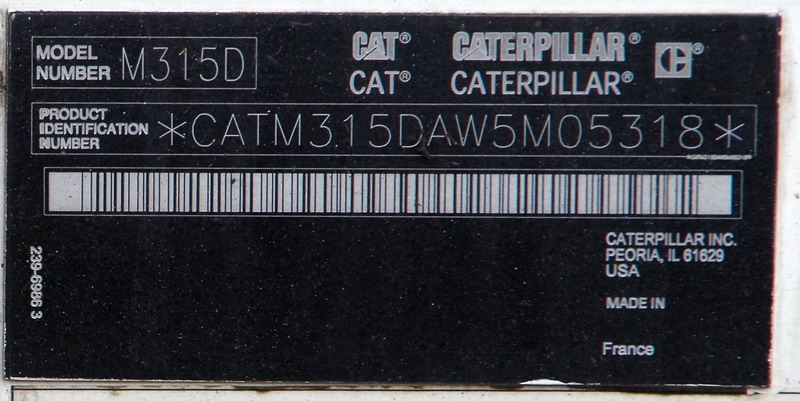 MODEL
NUMBER M315D
CAT® CATERPILLAR®
CAT® CATERPILLAR®
PRODUCT
IDENTIFICATION
NUMBER
*CATM315DAW5M05318*
CATERPILLAR INC.
PEORIA, IL 61629
USA
MADE IN
France
239-6986 3